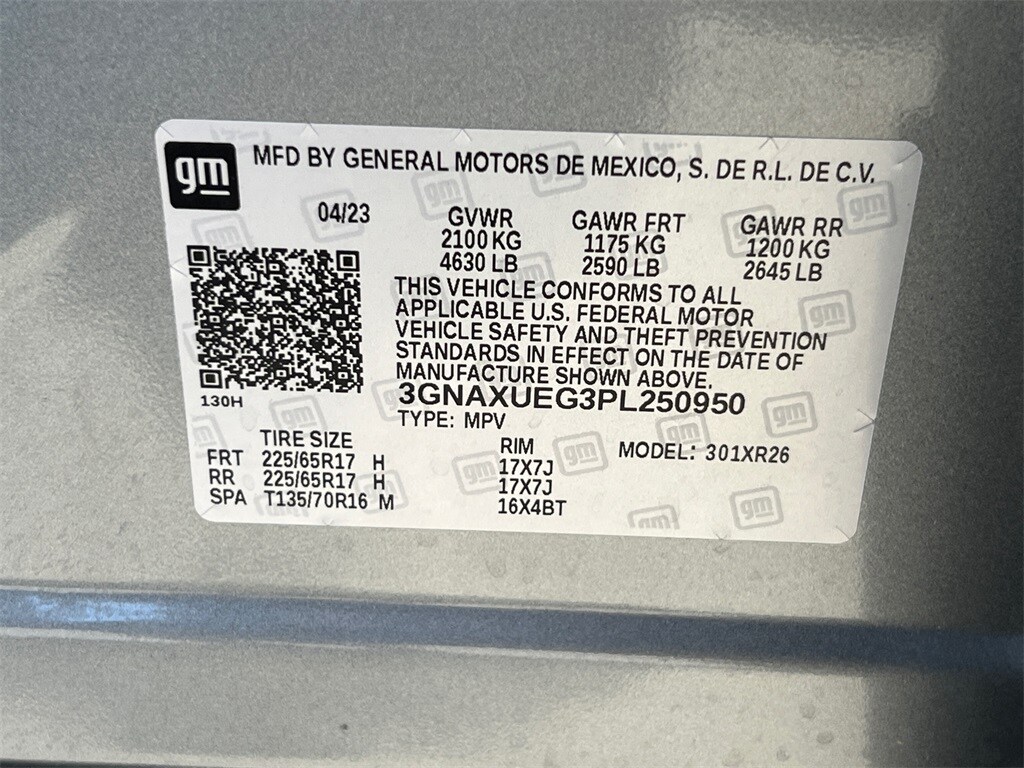 gm MFD BY GENERAL MOTORS DE MEXICO, S. DE R.L. DE C.V.
04/23 GVWR GAWR FRT GAWR RR
2100 KG 1175 KG 1200 KG
4630 LB 2590 LB 2645 LB
THIS VEHICLE CONFORMS TO ALL
APPLICABLE U.S. FEDERAL MOTOR
VEHICLE SAFETY AND THEFT PREVENTION
STANDARDS IN EFFECT ON THE DATE OF
MANUFACTURE SHOWN ABOVE.
130H 3GNAXUEG3PL250950
TYPE: MPV
TIRE SIZE RIM MODEL: 301XR26
FRT 225/65R17 H 17X7J
RR 225/65R17 H 17X7J
SPA T135/70R16 M 16X4BT